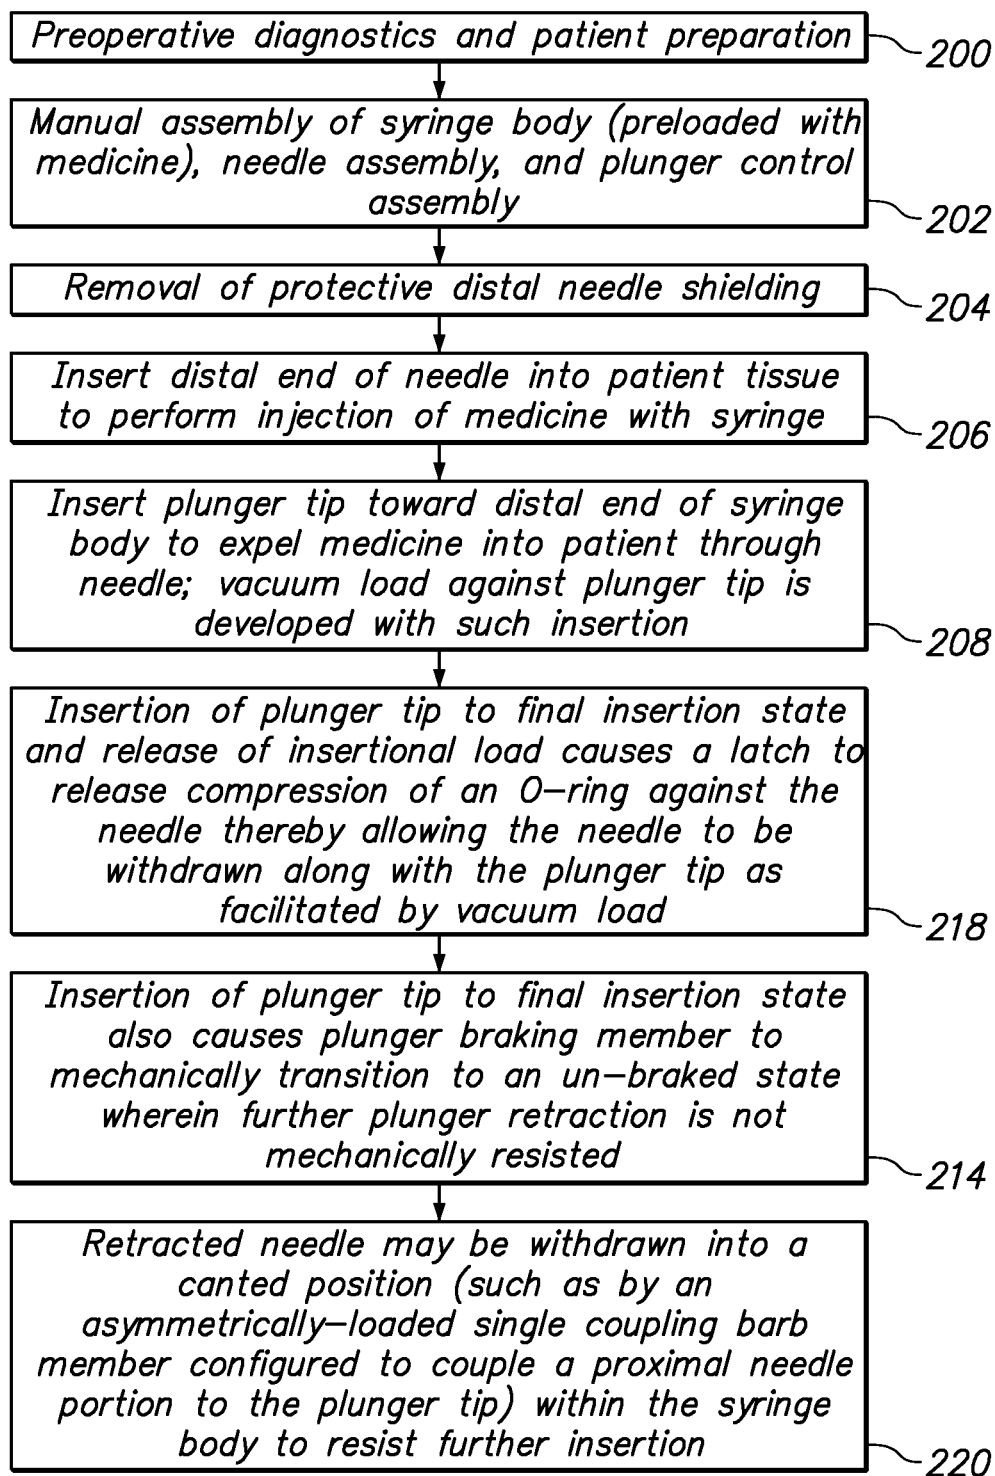 Preoperative diagnostics and patient preparation
200
Manual assembly of syringe body (preloaded with
medicine), needle assembly, and plunger control
assembly
202
Removal of protective distal needle shielding
204
Insert distal end of needle into patient tissue
to perform injection of medicine with syringe
206
Insert plunger tip toward distal end of syringe
body to expel medicine into patient through
needle; vacuum load against plunger tip is
developed with such insertion
208
Insertion of plunger tip to final insertion state
and release of insertional load causes a latch to
release compression of an O-ring against the
needle thereby allowing the needle to be
withdrawn along with the plunger tip as
facilitated by vacuum load
218
Insertion of plunger tip to final insertion state
also causes plunger braking member to
mechanically transition to an un-braked state
wherein further plunger retraction is not
mechanically resisted
214
Retracted needle may be withdrawn into a
canted position (such as by an
asymmetrically-loaded single coupling barb
member configured to couple a proximal needle
portion to the plunger tip) within the syringe
body to resist further insertion
220